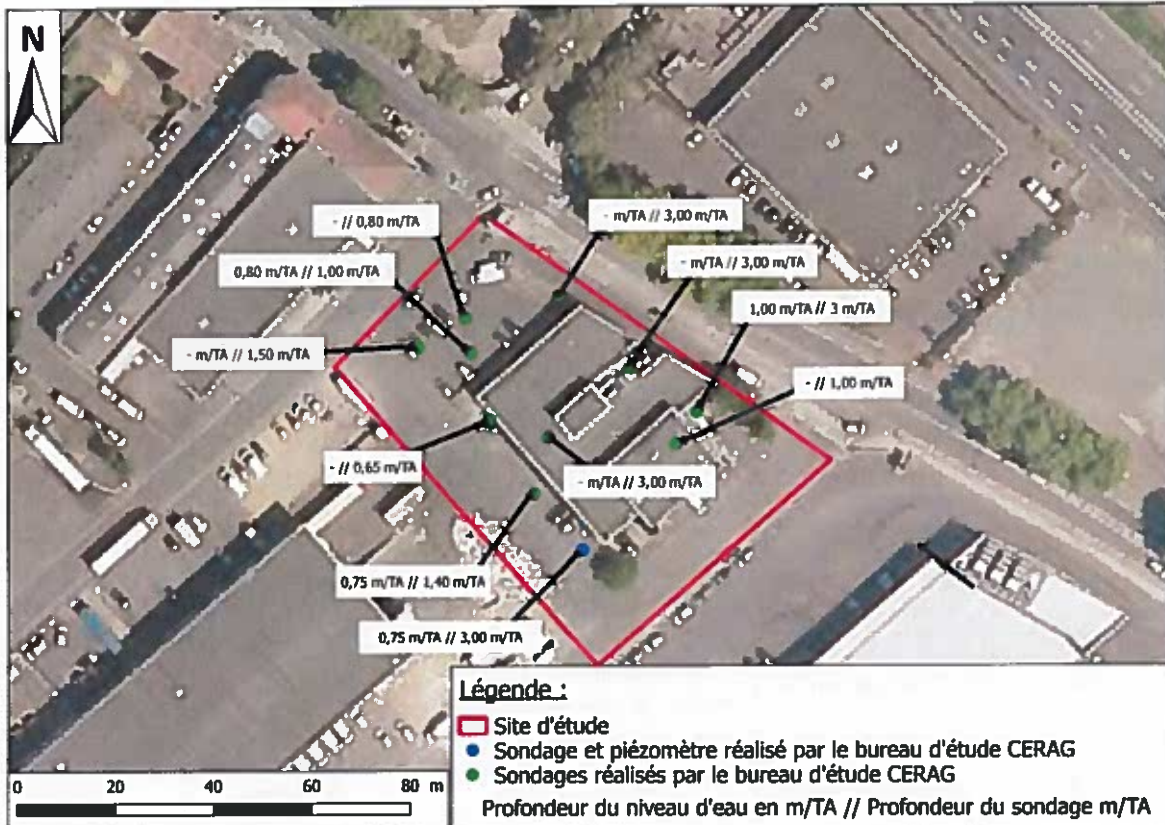 N
- // 0,80 m/TA
- m/TA // 3,00 m/TA
0,80 m/TA // 1,00 m/TA
- m/TA // 3,00 m/TA
1,00 m/TA // 3 m/TA
- m/TA // 1,50 m/TA
- // 1,00 m/TA
- // 0,65 m/TA
- m/TA // 3,00 m/TA
0,75 m/TA // 1,40 m/TA
0,75 m/TA // 3,00 m/TA
Légende :
Site d'étude
Sondage et piézomètre réalisé par le bureau d'étude CERAG
Sondages réalisés par le bureau d'étude CERAG
Profondeur du niveau d'eau en m/TA // Profondeur du sondage m/TA
0 20 40 60 80 m